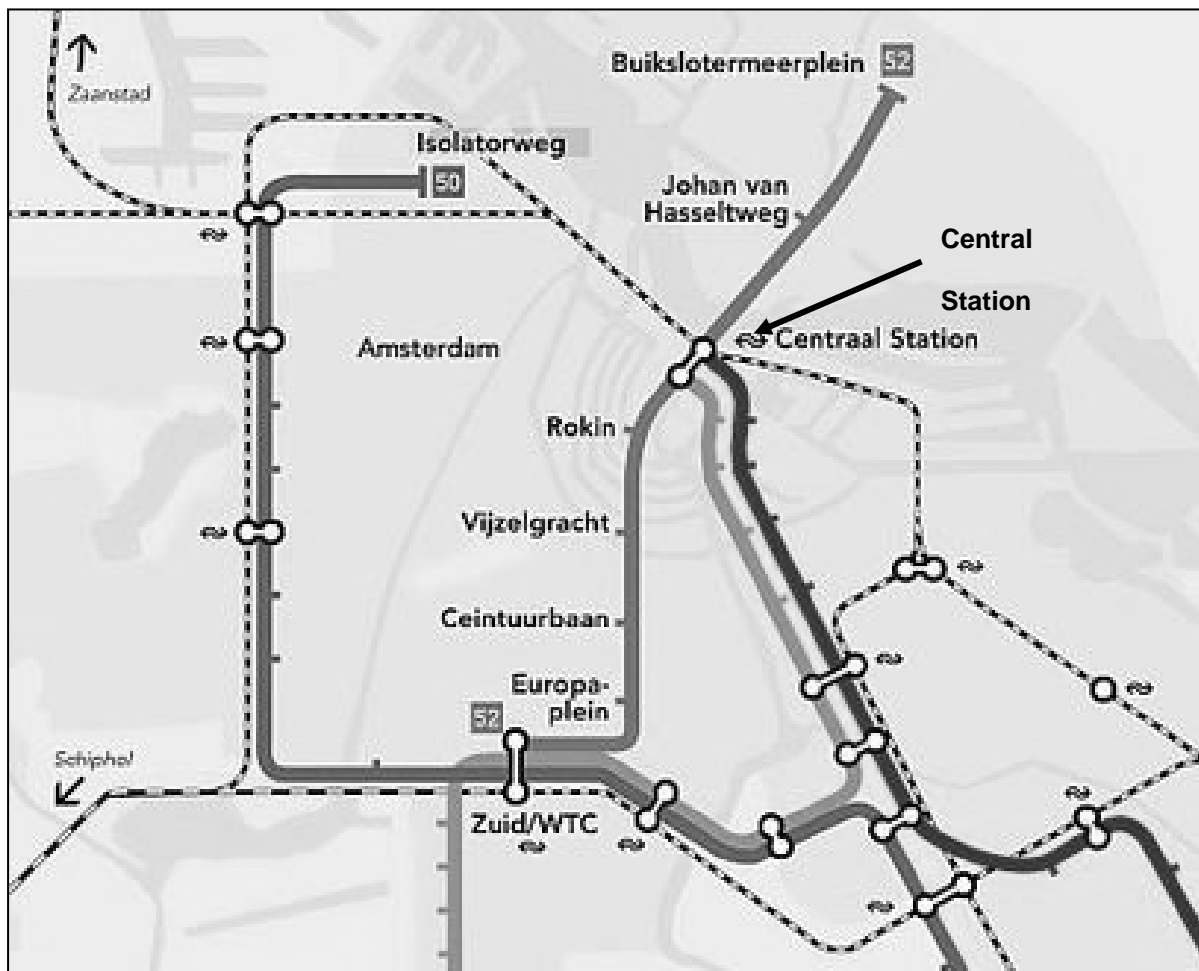 Buikslotermeerplein 52
Zaanstad
Isolatorweg
50
Johan van
Hasseltweg
Central
Station
Centraal Station
Amsterdam
Rokin
Vijzelgracht
Ceintuurbaan
Europa-
plein
52
Schiphol
Zuid/WTC